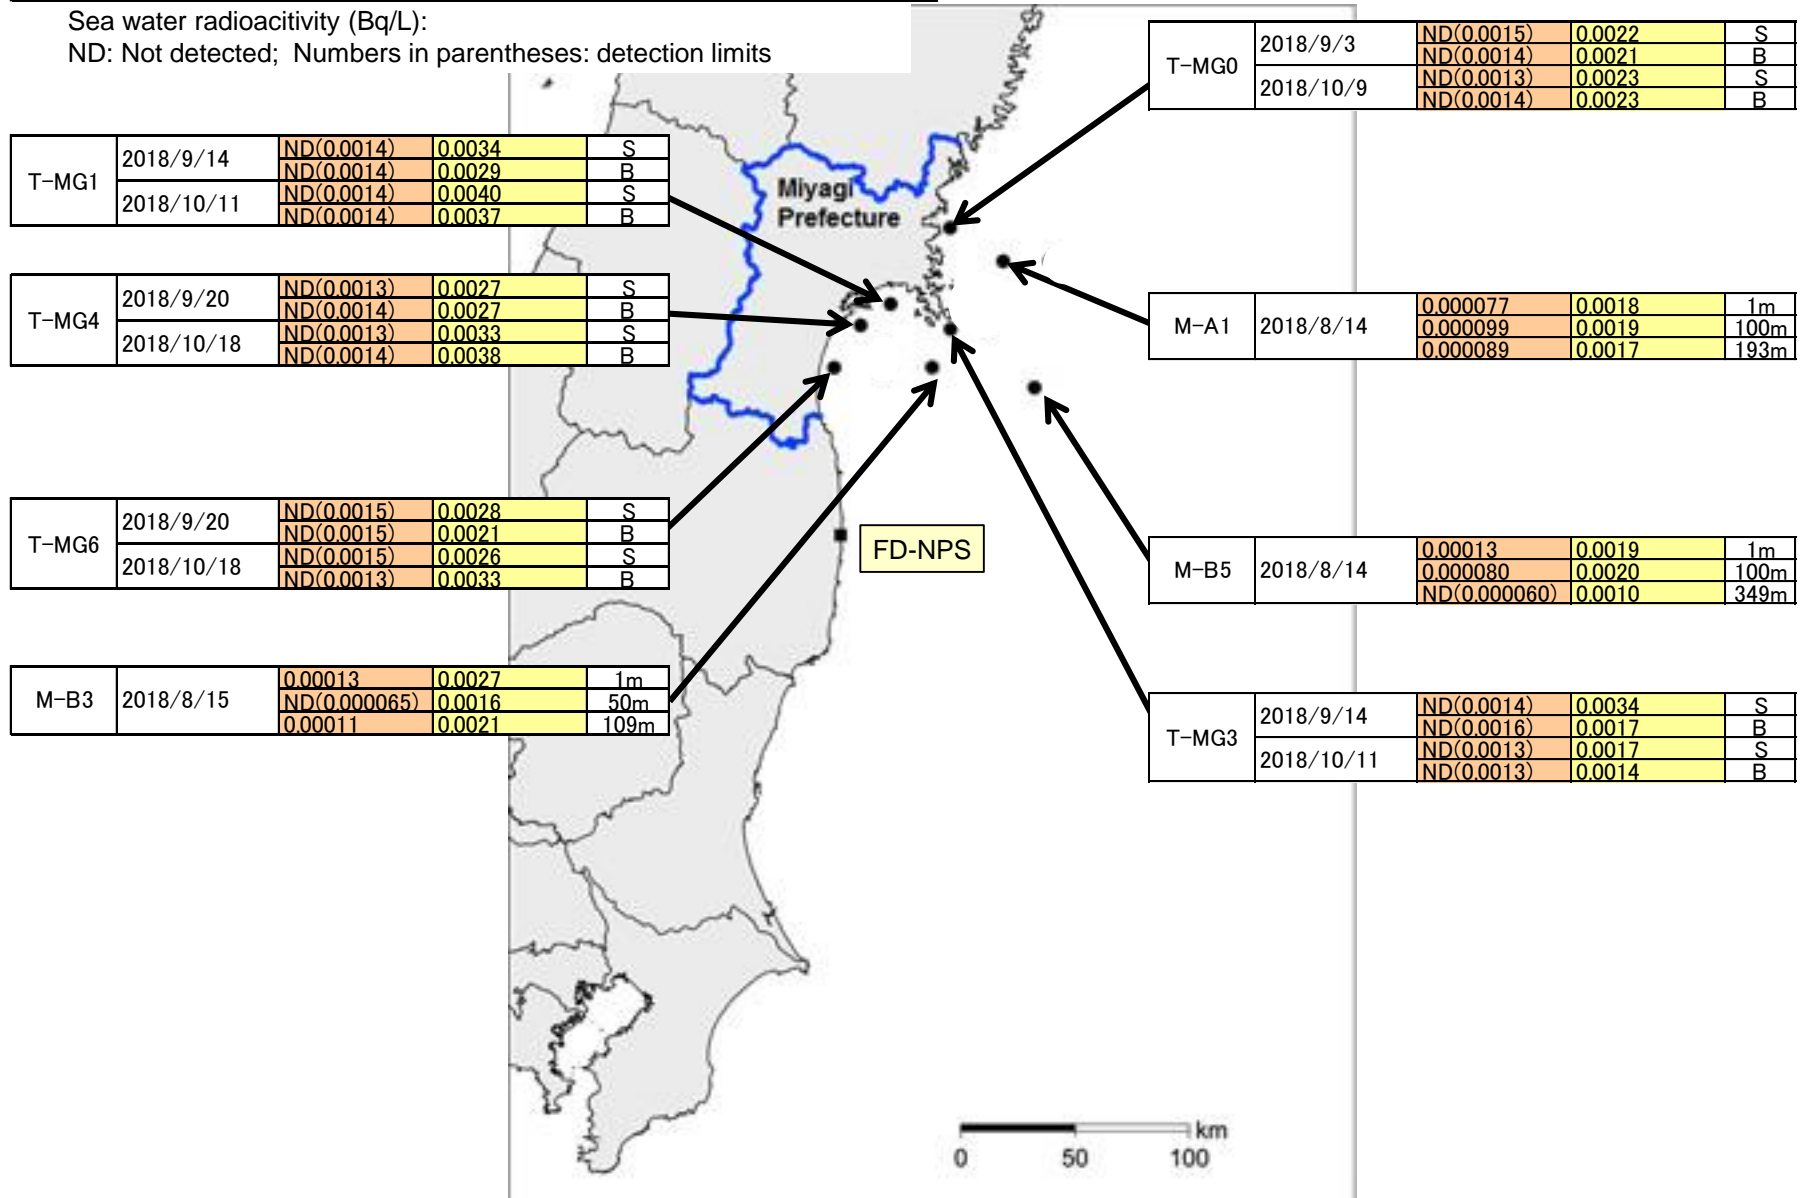 Sea water radioacitivity (Bq/L):
ND: Not detected; Numbers in parentheses: detection limits
T-MG0 2018/9/3 ND(0.0015) 0.0022 S
ND(0.0014) 0.0021 B
2018/10/9 ND(0.0013) 0.0023 S
ND(0.0014) 0.0023 B
T-MG1 2018/9/14 ND(0.0014) 0.0034 S
ND(0.0014) 0.0029 B
2018/10/11 ND(0.0014) 0.0040 S
ND(0.0014) 0.0037 B
Miyagi
Prefecture
T-MG4 2018/9/20 ND(0.0013) 0.0027 S
ND(0.0014) 0.0027 B
2018/10/18 ND(0.0013) 0.0033 S
ND(0.0014) 0.0038 B
M-A1 2018/8/14 0.000077 0.0018 1m
0.000099 0.0019 100m
0.000089 0.0017 193m
T-MG6 2018/9/20 ND(0.0015) 0.0028 S
ND(0.0015) 0.0021 B
2018/10/18 ND(0.0015) 0.0026 S
ND(0.0013) 0.0033 B
FD-NPS
M-B5 2018/8/14 0.00013 0.0019 1m
0.000080 0.0020 100m
ND(0.000060) 0.0010 349m
M-B3 2018/8/15 0.00013 0.0027 1m
ND(0.000065) 0.0016 50m
0.00011 0.0021 109m
T-MG3 2018/9/14 ND(0.0014) 0.0034 S
ND(0.0016) 0.0017 B
2018/10/11 ND(0.0013) 0.0017 S
ND(0.0013) 0.0014 B
km
0 50 100